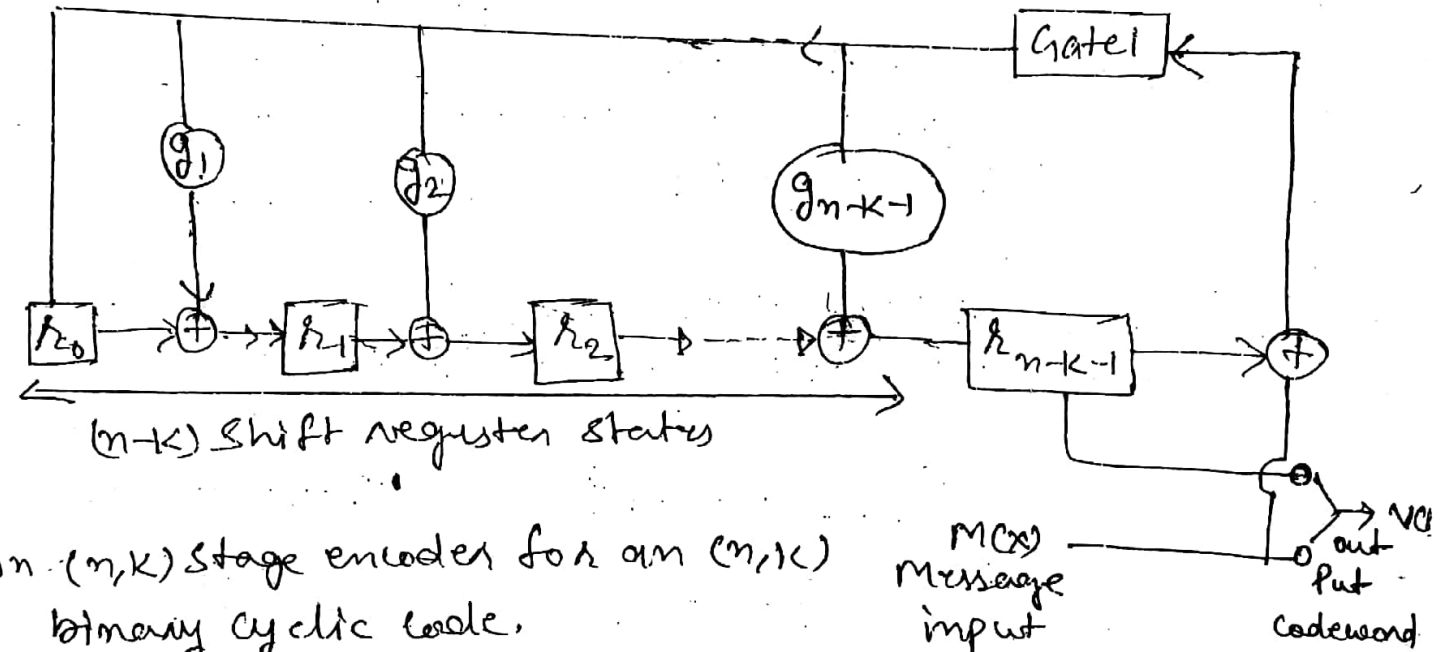 Gate1
g1
g2
gn-k-1
r0
r1
r2
rn-k-1
(n-k) Shift register States
n (n,k) stage encoder for an (n,k)
binary cyclic code.
M(x)
Message
input
out
Put
codeword